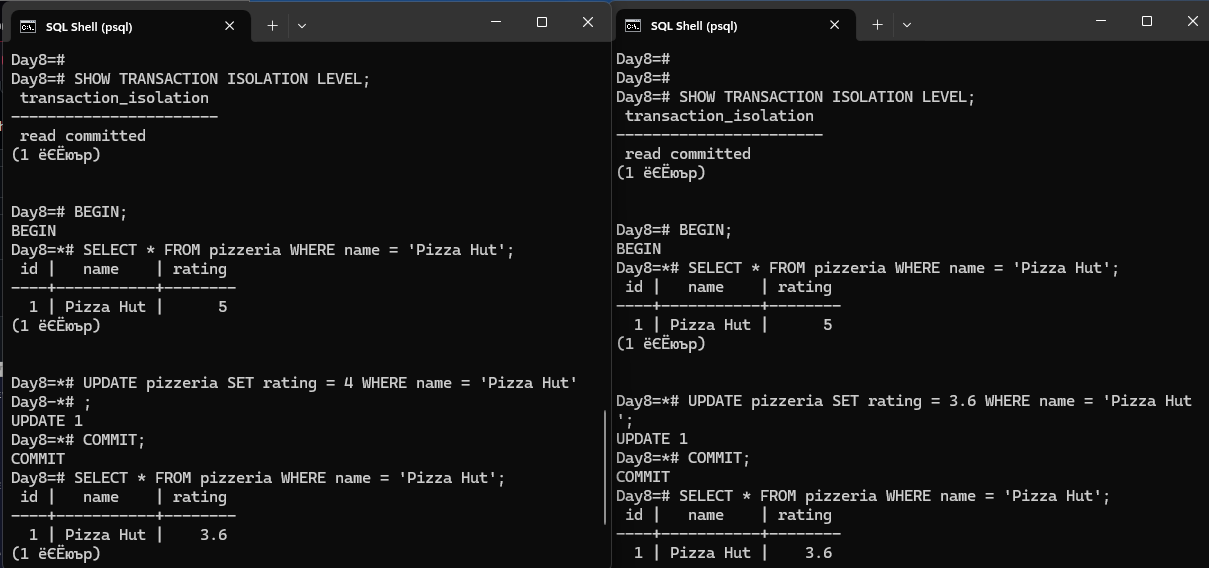 SQL Shell (psql)
Day8=#
Day8=# SHOW TRANSACTION ISOLATION LEVEL;
transaction_isolation
-----------------------
read committed
(1 ёЄЁюър)
Day8=# BEGIN;
BEGIN
Day8=*# SELECT * FROM pizzeria WHERE name = 'Pizza Hut';
id |   name    | rating
----+-----------+--------
1 | Pizza Hut |      5
(1 ёЄЁюър)
Day8=*# UPDATE pizzeria SET rating = 4 WHERE name = 'Pizza Hut'
Day8-*# ;
UPDATE 1
Day8=*# COMMIT;
COMMIT
Day8=# SELECT * FROM pizzeria WHERE name = 'Pizza Hut';
id |   name    | rating
----+-----------+--------
1 | Pizza Hut |    3.6
(1 ёЄЁюър)
SQL Shell (psql)
Day8=#
Day8=#
Day8=# SHOW TRANSACTION ISOLATION LEVEL;
transaction_isolation
-----------------------
read committed
(1 ёЄЁюър)
Day8=# BEGIN;
BEGIN
Day8=*# SELECT * FROM pizzeria WHERE name = 'Pizza Hut';
id |   name    | rating
----+-----------+--------
1 | Pizza Hut |      5
(1 ёЄЁюър)
Day8=*# UPDATE pizzeria SET rating = 3.6 WHERE name = 'Pizza Hut
';
UPDATE 1
Day8=*# COMMIT;
COMMIT
Day8=# SELECT * FROM pizzeria WHERE name = 'Pizza Hut';
id |   name    | rating
----+-----------+--------
1 | Pizza Hut |    3.6